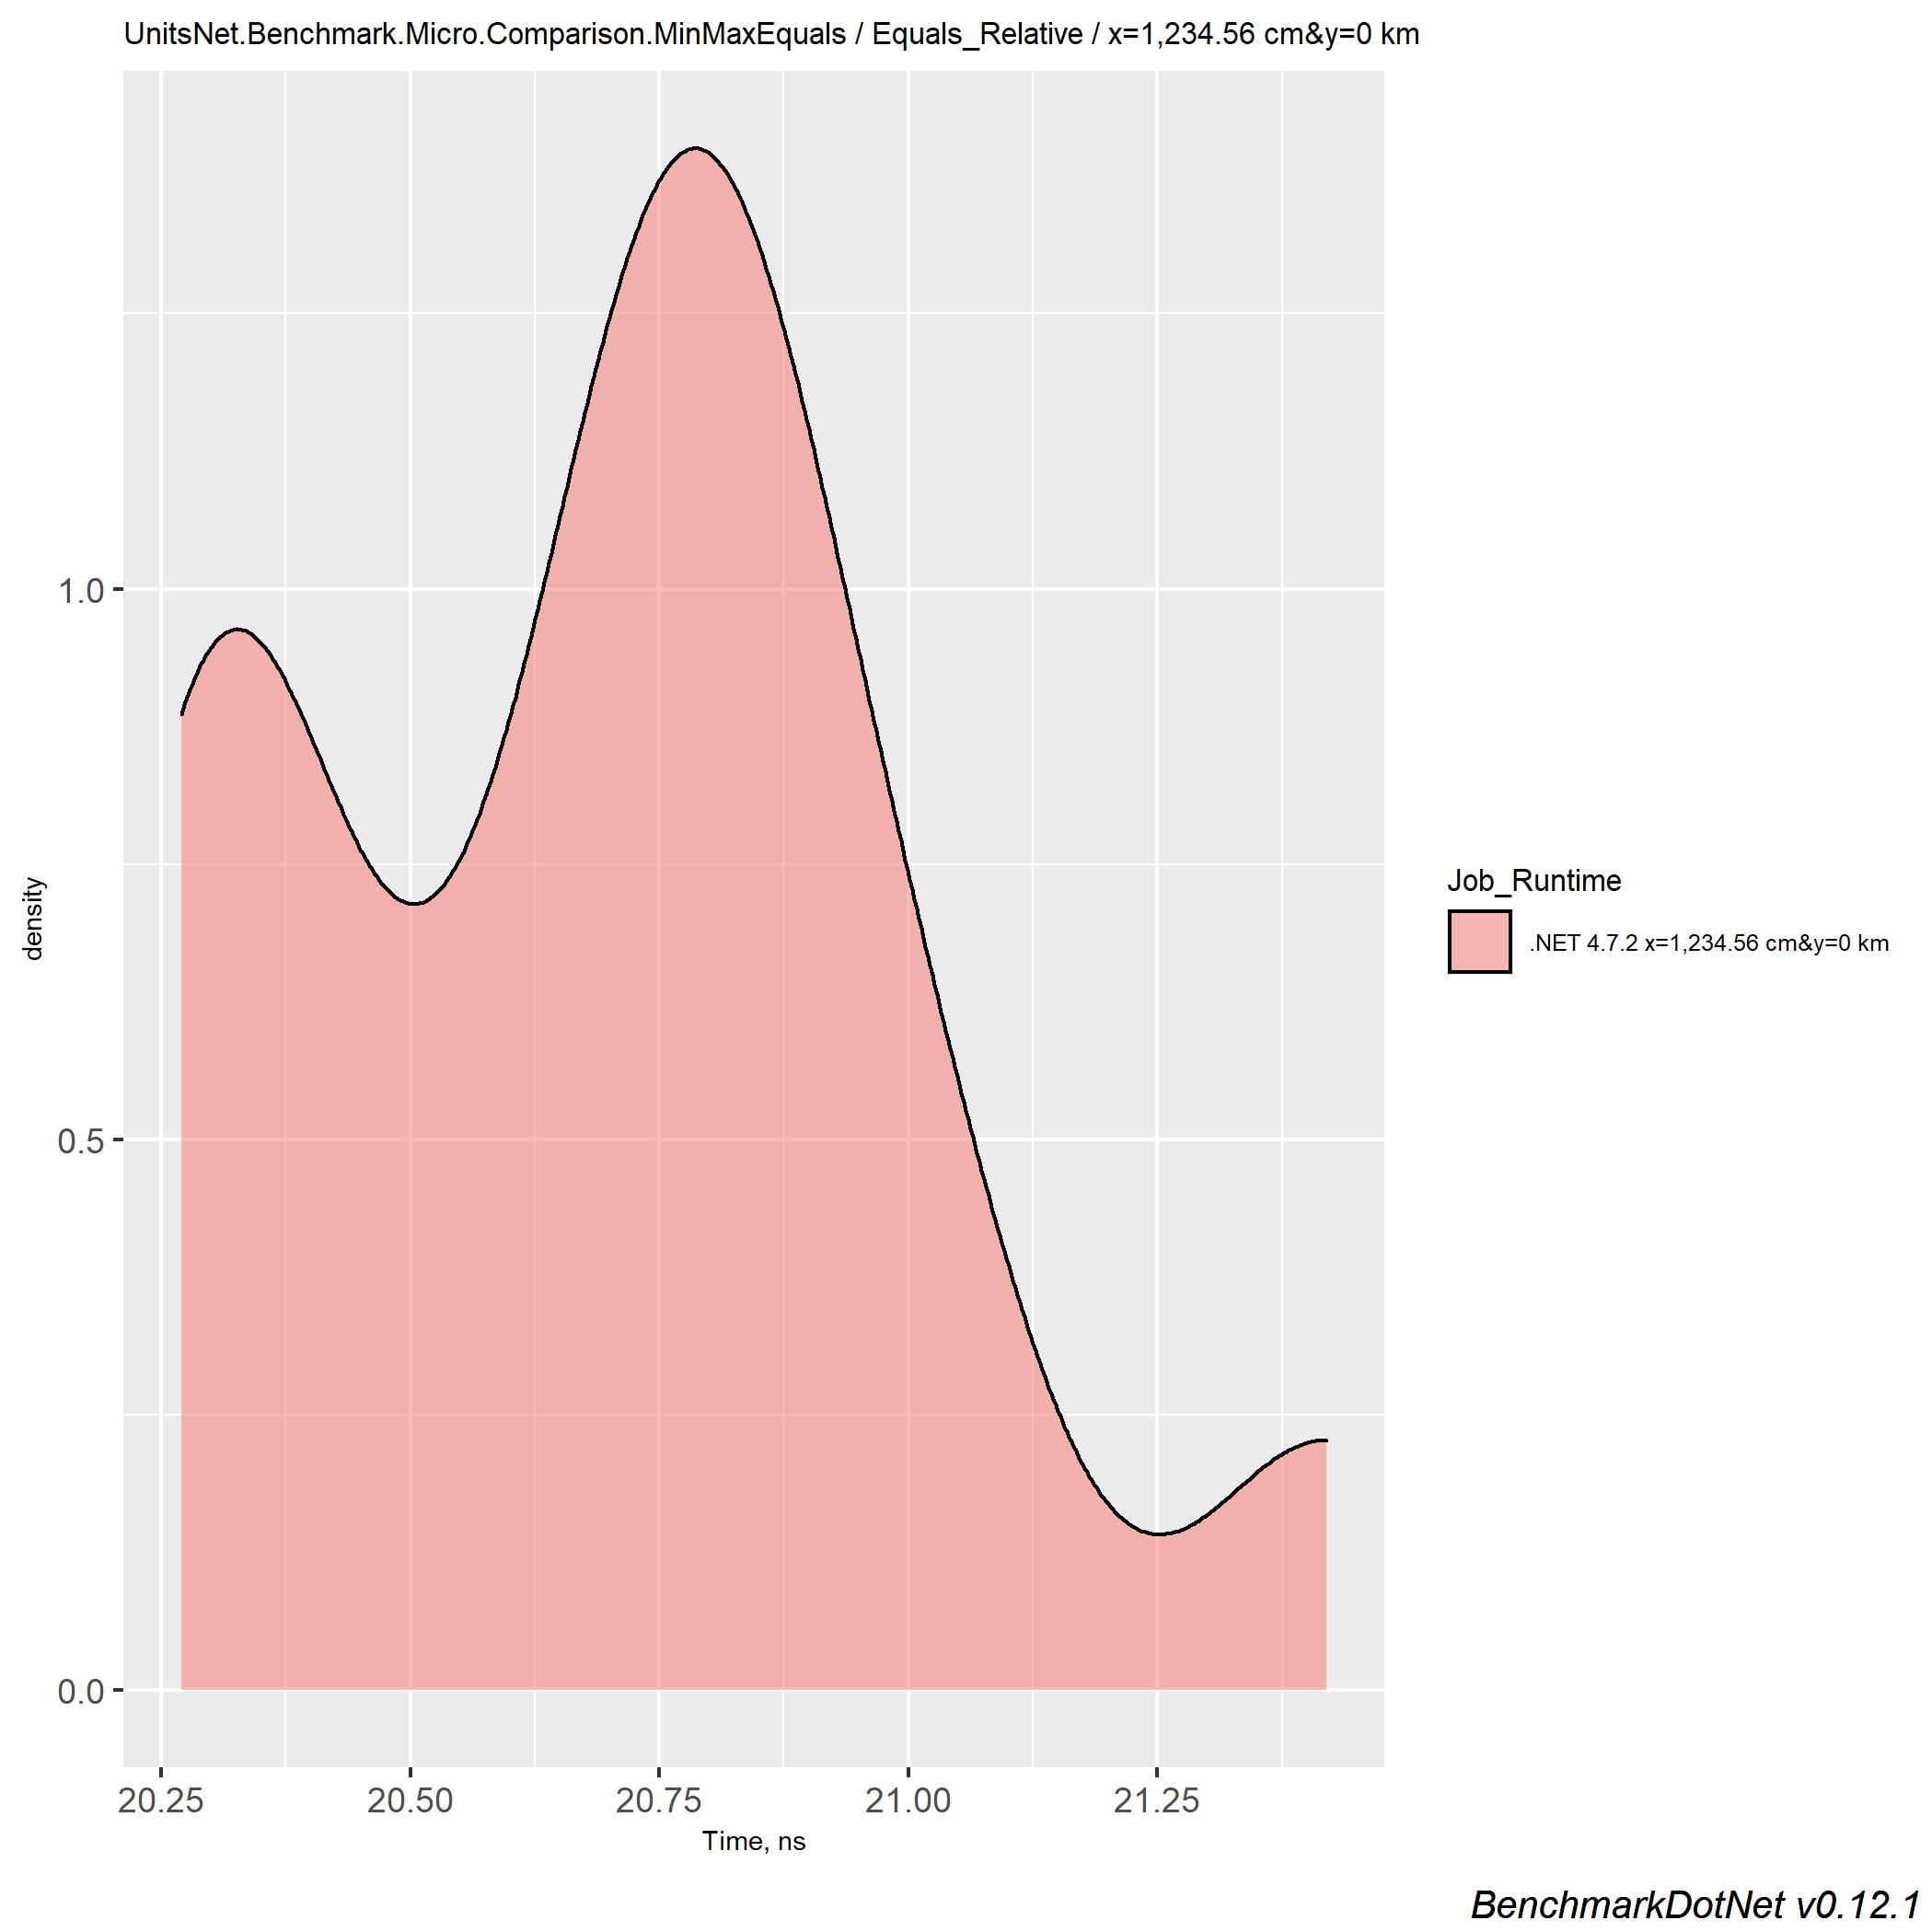 UnitsNet.Benchmark.Micro.Comparison.MinMaxEquals / Equals_Relative / x=1,234.56 cm&y=0 km
1.0
0.5
0.0
density
20.25 20.50 20.75 21.00 21.25
Time, ns
Job_Runtime
.NET 4.7.2 x=1,234.56 cm&y=0 km
BenchmarkDotNet v0.12.1